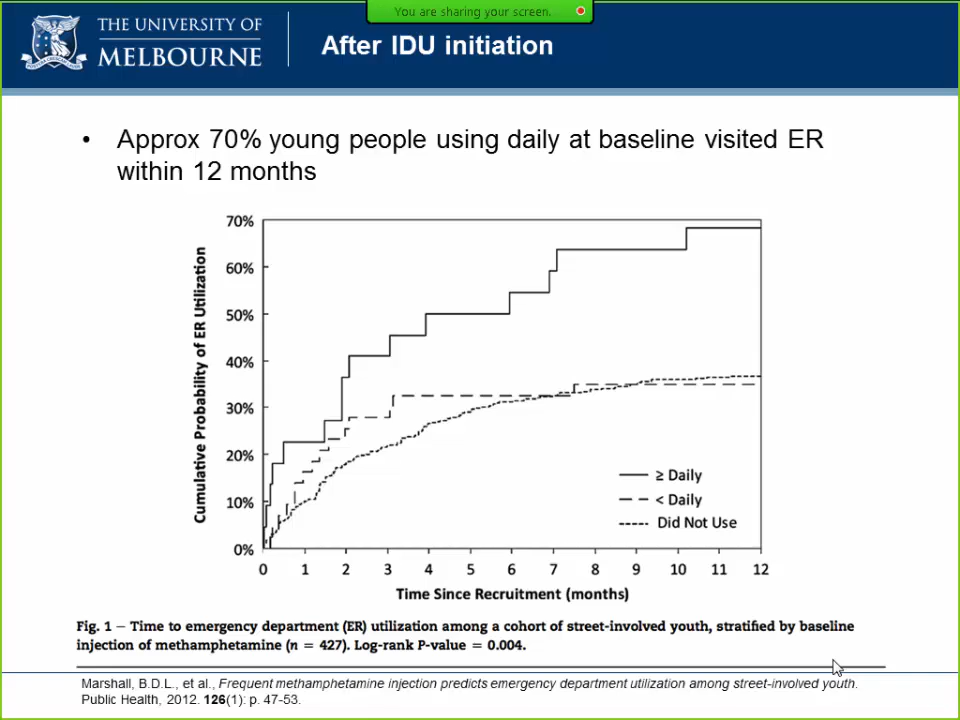 You are sharing your screen.
THE UNIVERSITY OF
MELBOURNE
After IDU initiation
• Approx 70% young people using daily at baseline visited ER
within 12 months
Cumulative Probability of ER Utilization
70%
60%
50%
40%
30%
20%
10%
0%
≥ Daily
< Daily
Did Not Use
0 1 2 3 4 5 6 7 8 9 10 11 12
Time Since Recruitment (months)
Fig. 1 – Time to emergency department (ER) utilization among a cohort of street-involved youth, stratified by baseline
injection of methamphetamine (n = 427). Log-rank P-value = 0.004.
Marshall, B.D.L., et al., Frequent methamphetamine injection predicts emergency department utilization among street-involved youth.
Public Health, 2012. 126(1): p. 47-53.